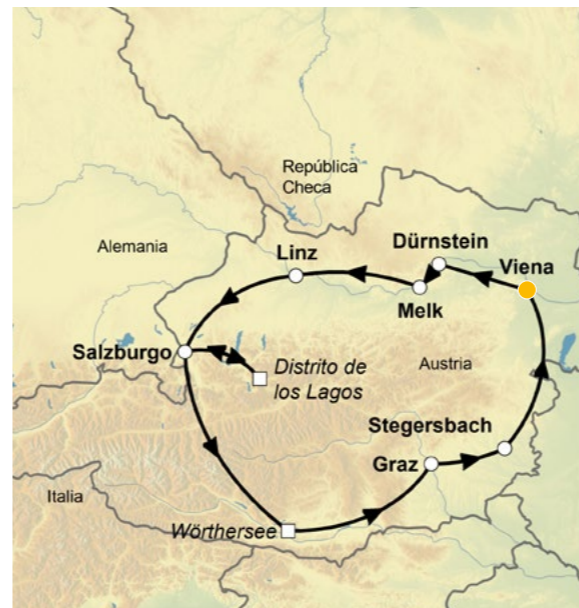 República
Checa
Alemania
Dürnstein
Linz
Viena
Melk
Salzburgo
Distrito de
los Lagos
Austria
Stegersbach
Graz
Italia
Wörthersee